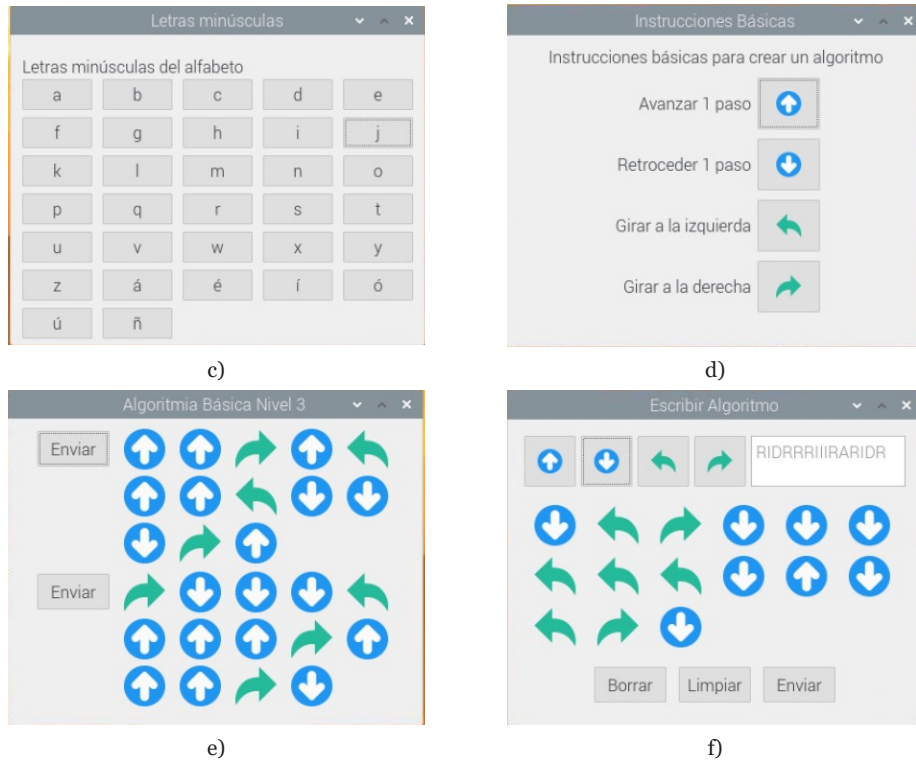 Letras minúsculas
Letras minúsculas del alfabeto
a b c d e
f g h i j
k l m n o
p q r s t
u v w x y
z á é í ó
ú ñ
c)
Instrucciones Básicas
Instrucciones básicas para crear un algoritmo
Avanzar 1 paso
Retroceder 1 paso
Girar a la izquierda
Girar a la derecha
d)
Algoritmia Básica Nivel 3
Enviar
Enviar
e)
Escribir Algoritmo
RIDRRRIIIRARIDR
Borrar Limpiar Enviar
f)